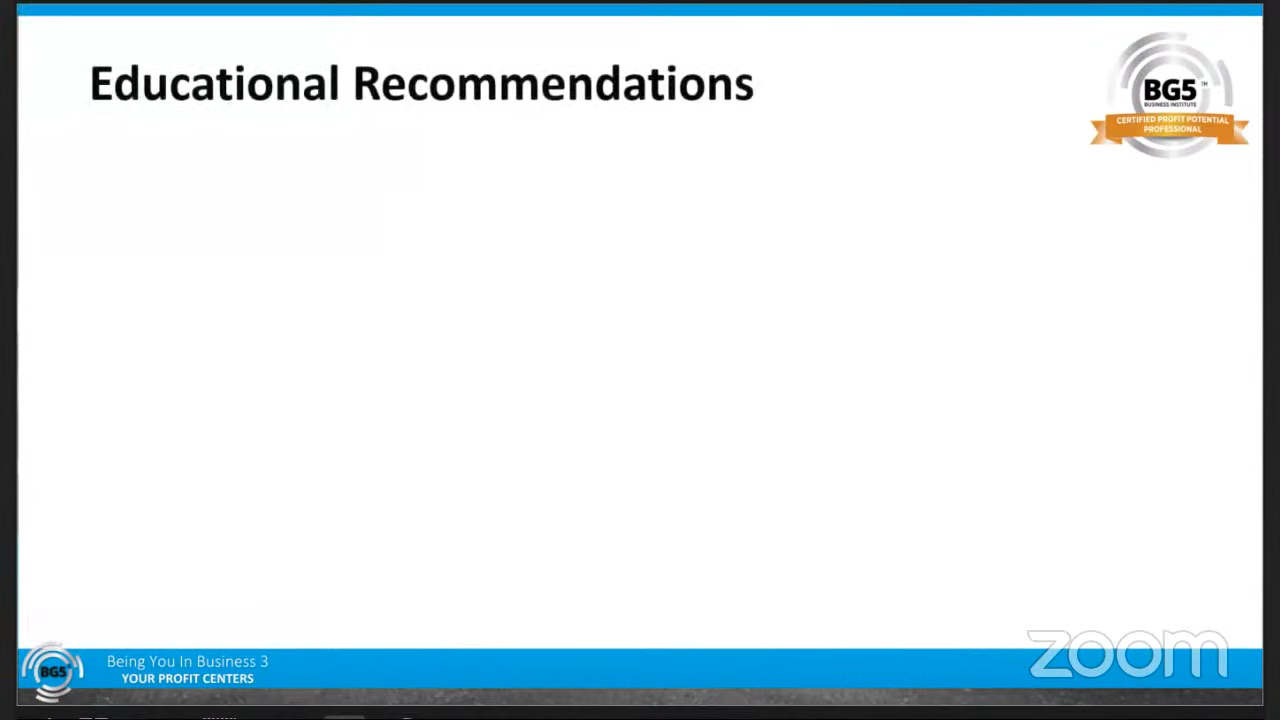 Educational Recommendations
BG5 ™
BUSINESS INSTITUTE
CERTIFIED PROFIT POTENTIAL
PROFESSIONAL
BG5
Being You In Business 3
YOUR PROFIT CENTERS
zoom